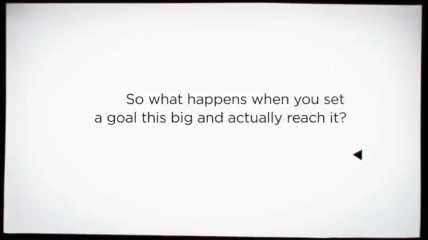 So what happens when you set
a goal this big and actually reach it?